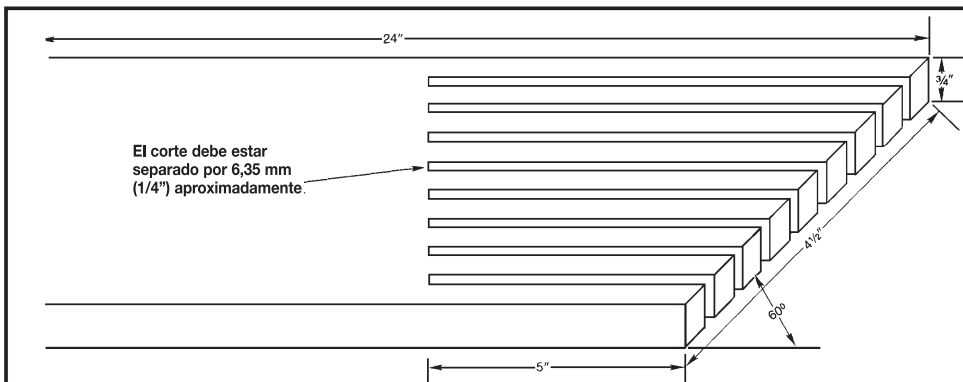 24"
¾"
El corte debe estar
separado por 6,35 mm
(1/4") aproximadamente
4½"
60º
5"